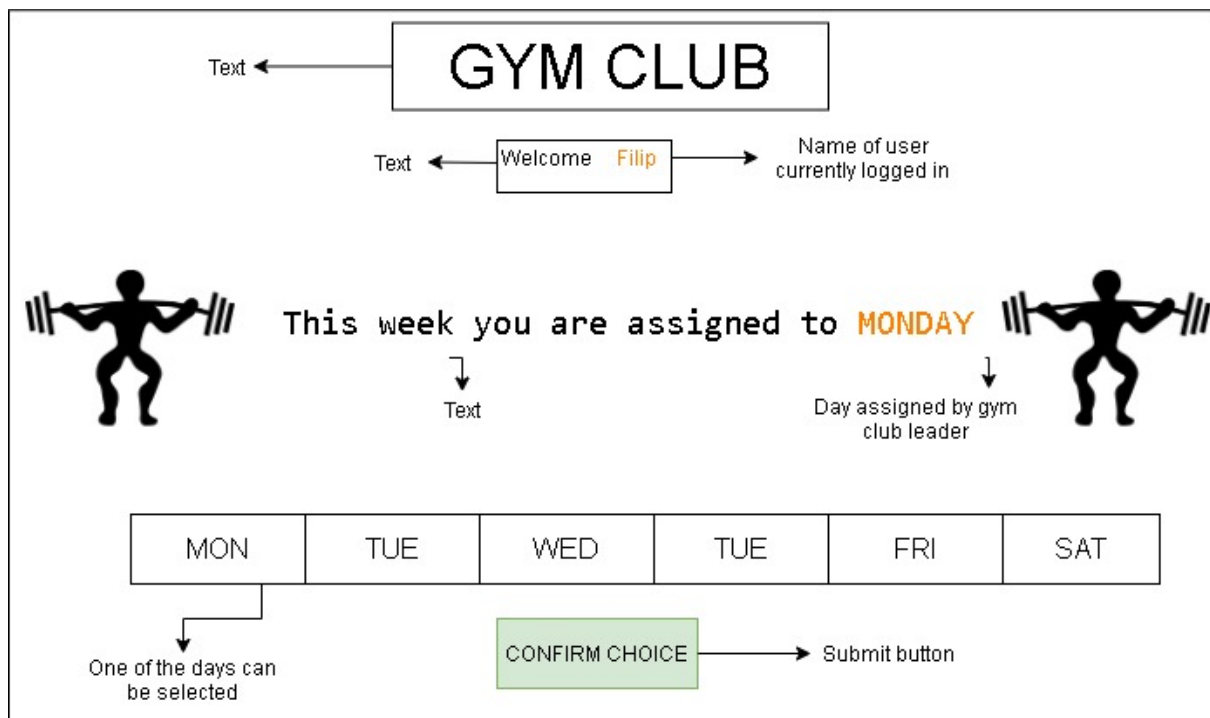 GYM CLUB
Text
Welcome Filip
Text
Name of user
currently logged in
This week you are assigned to MONDAY
Text
Day assigned by gym
club leader
MON TUE WED TUE FRI SAT
One of the days can
be selected
CONFIRM CHOICE
Submit button